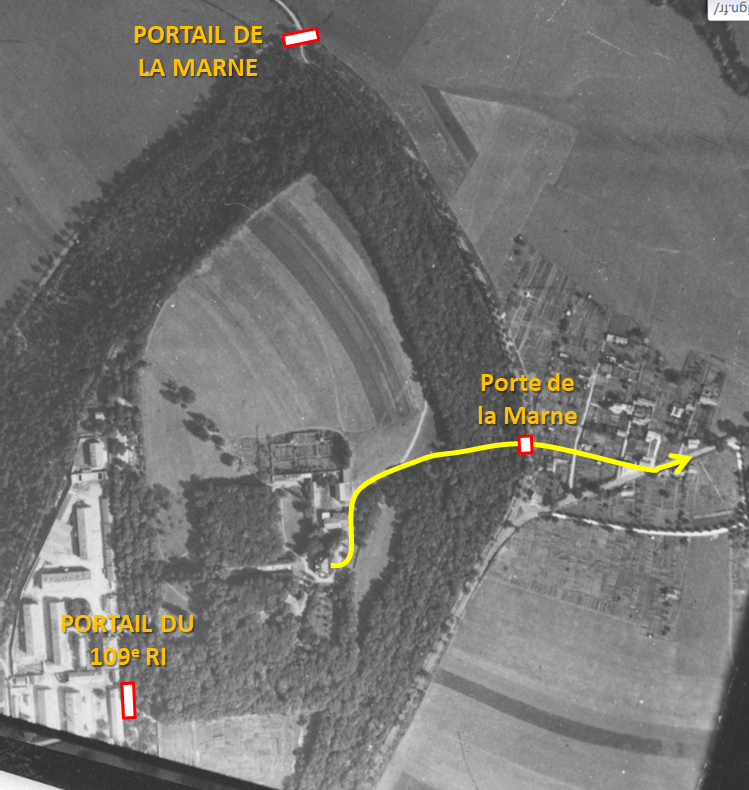 PORTAIL DE
LA MARNE
Porte de
la Marne
PORTAIL DU
109e RI